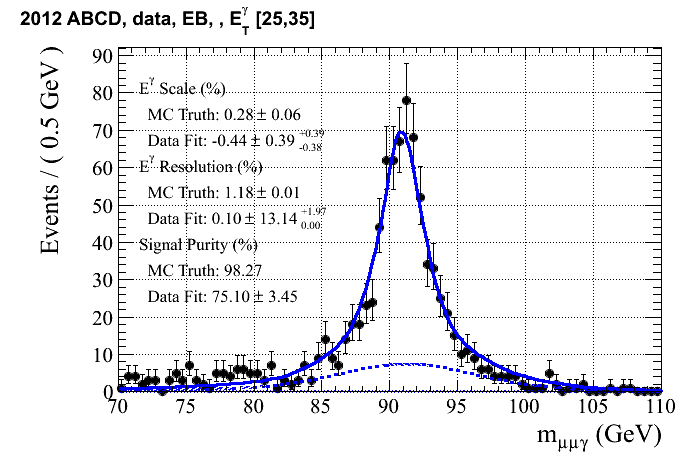 2012 ABCD, data, EB, , E_T^γ [25,35]
Events / ( 0.5 GeV )
90
80
70
60
50
40
30
20
10
0
E^γ Scale (%)
MC Truth: 0.28 ± 0.06
Data Fit: -0.44 ± 0.39 +0.39 -0.38
E^γ Resolution (%)
MC Truth: 1.18 ± 0.01
Data Fit: 0.10 ± 13.14 +1.97 0.00
Signal Purity (%)
MC Truth: 98.27
Data Fit: 75.10 ± 3.45
70 75 80 85 90 95 100 105 110
m_μμγ (GeV)